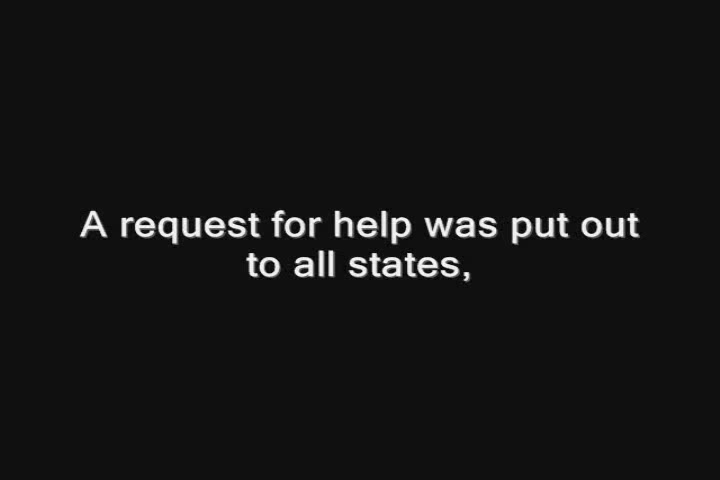 A request for help was put out
to all states,